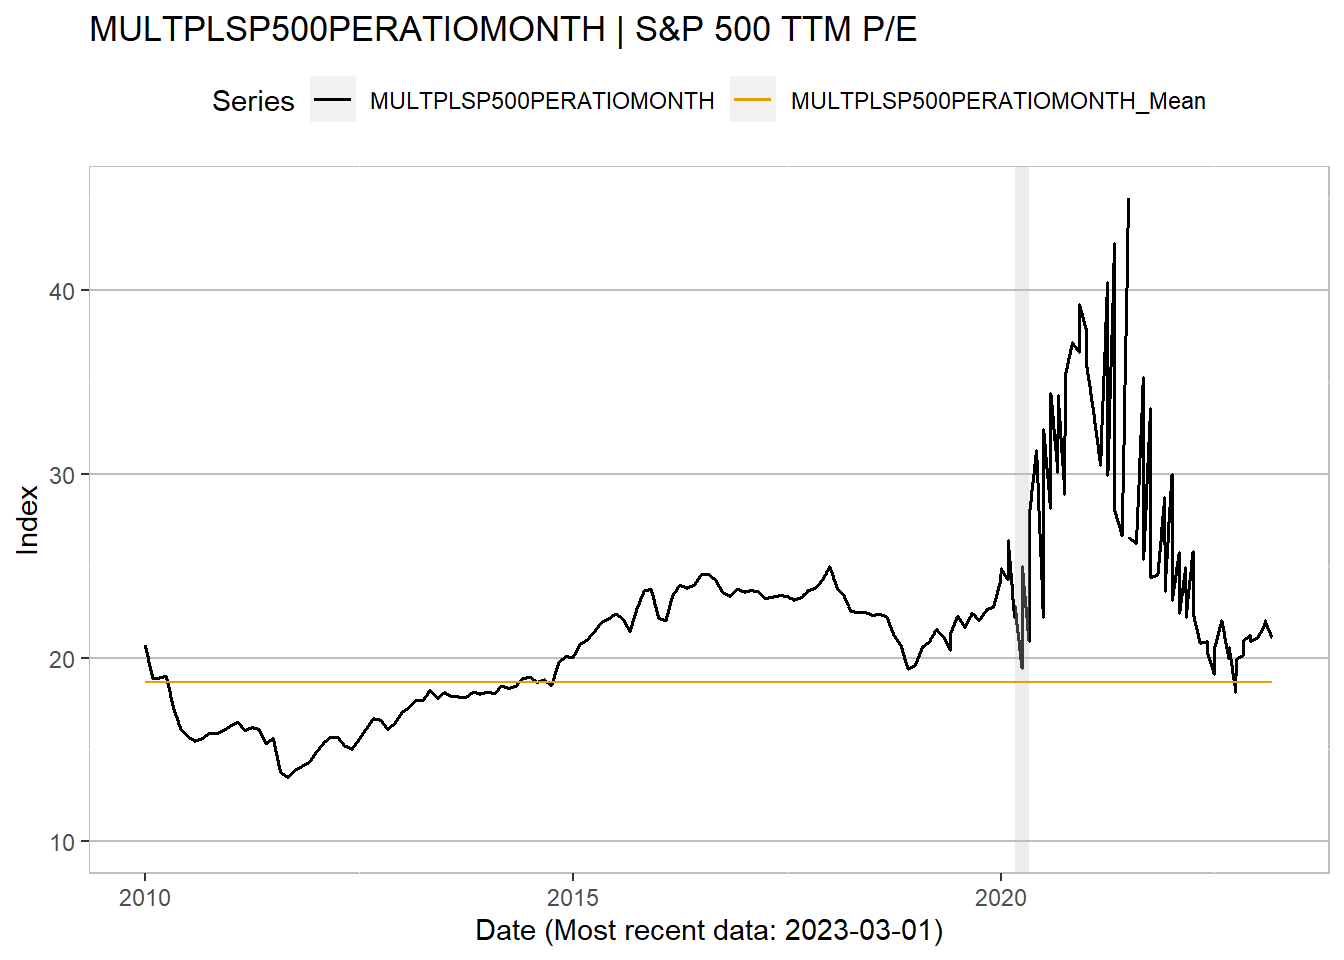 MULTPLSP500PERATIOMONTH | S&P 500 TTM P/E
Series MULTPLSP500PERATIOMONTH MULTPLSP500PERATIOMONTH_Mean
40
30
20
10
Index
2010 2015 2020
Date (Most recent data: 2023-03-01)